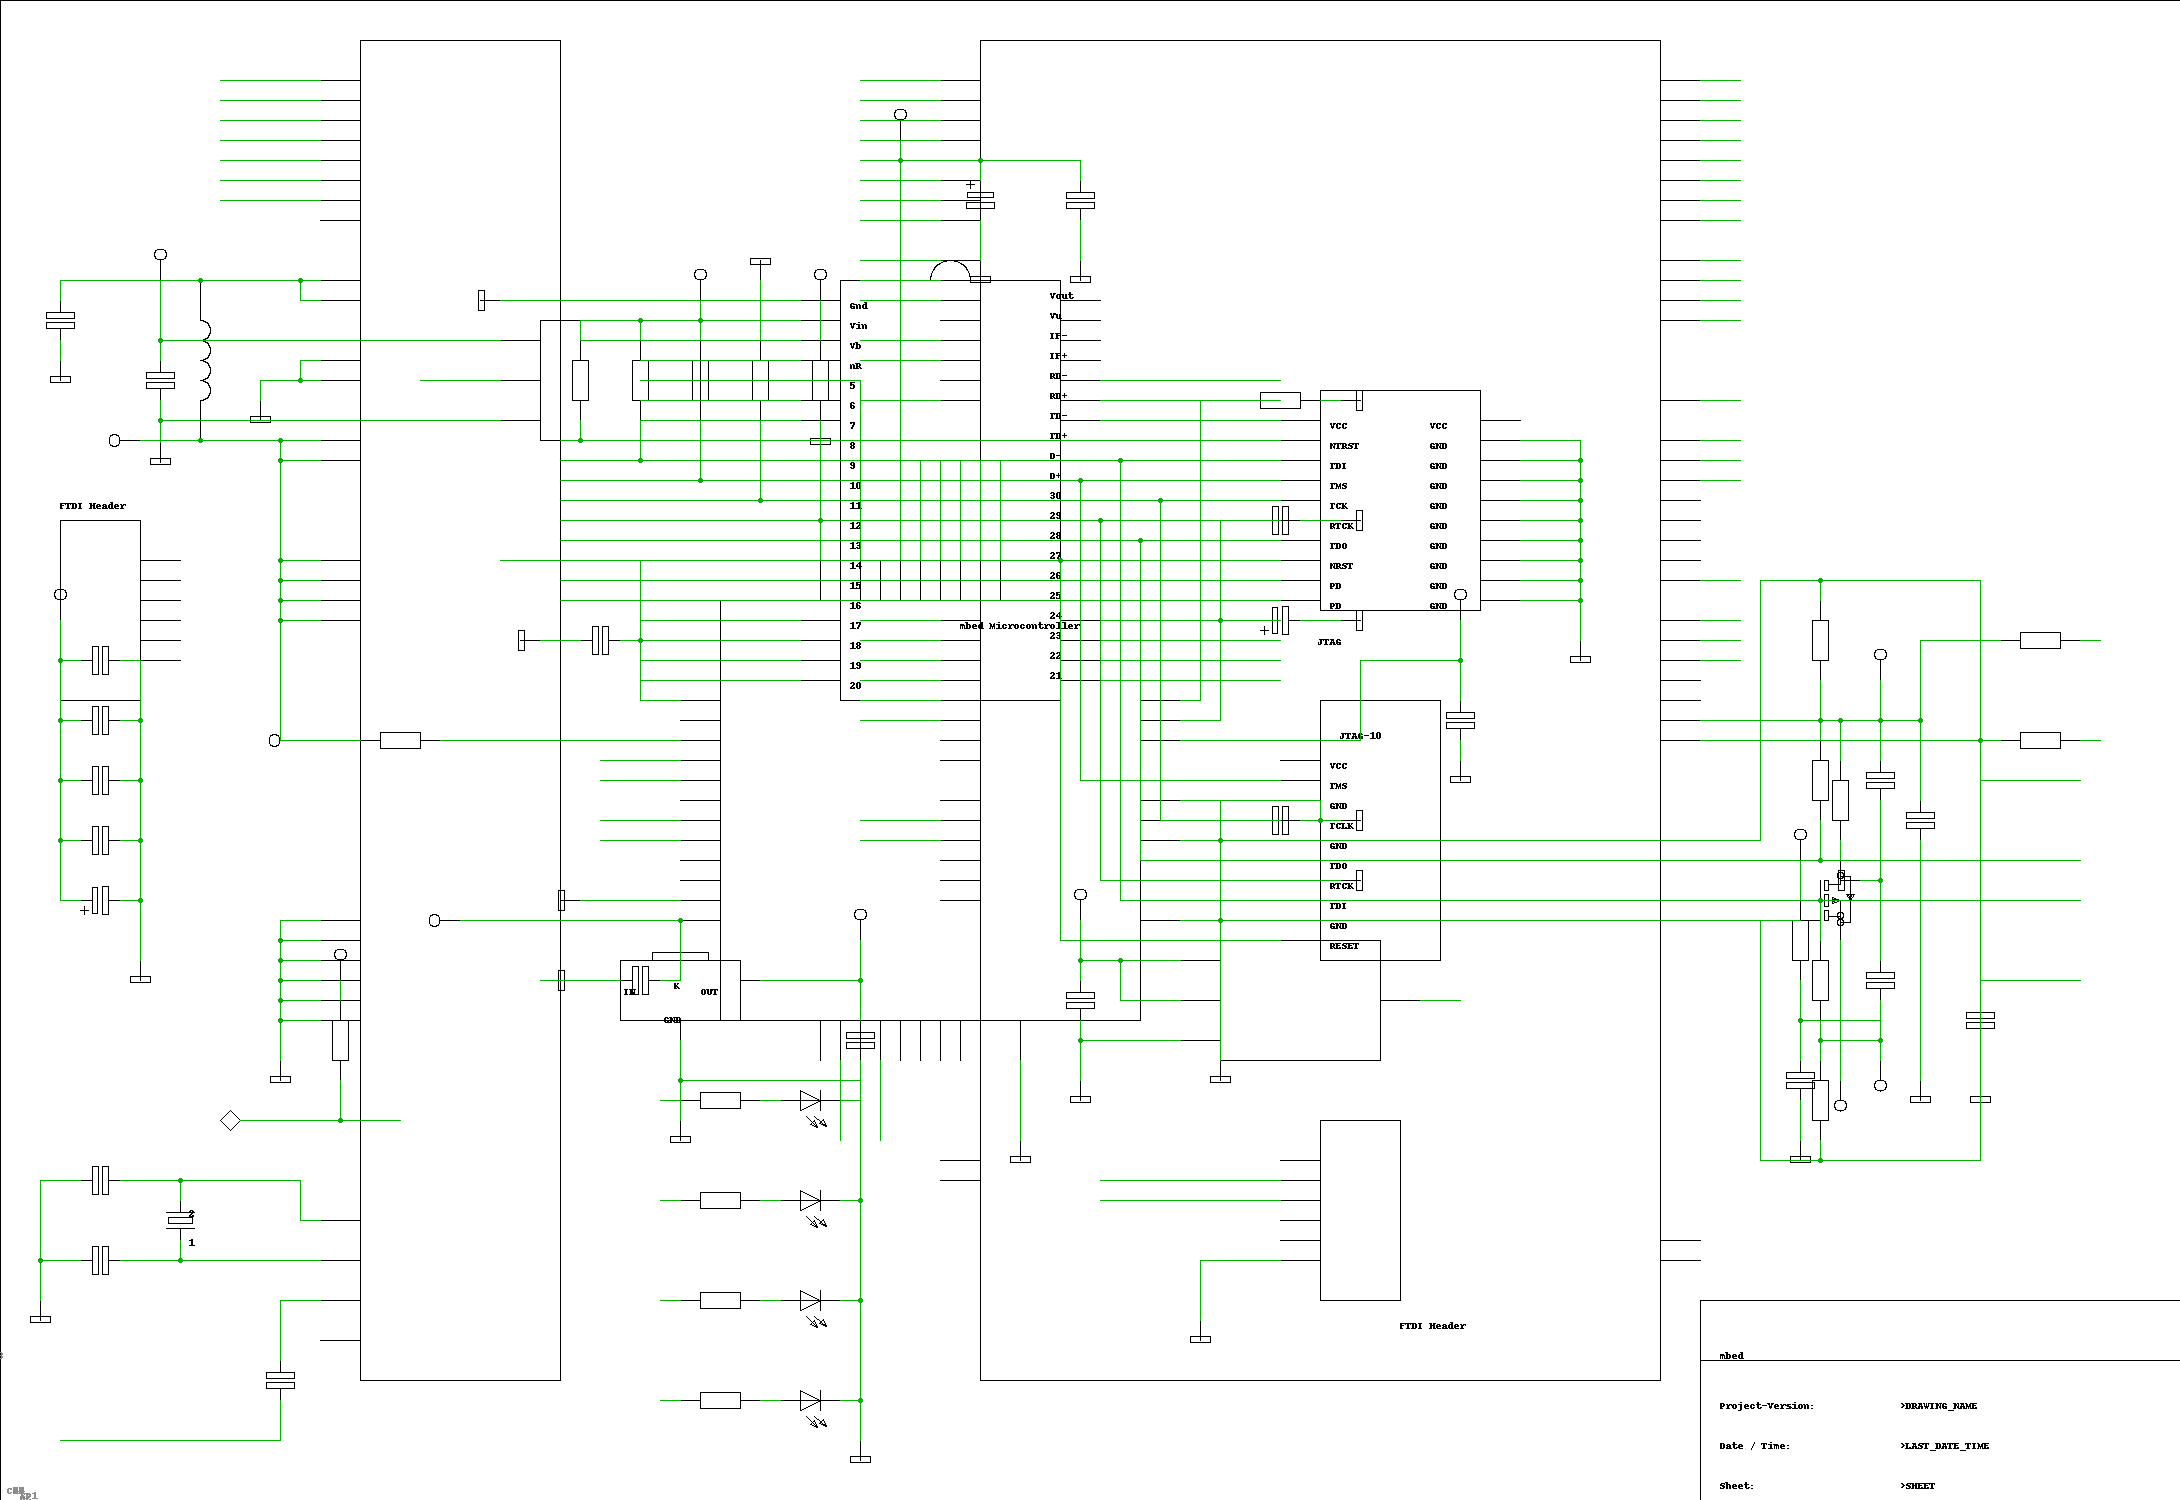 FTDI Header
Gnd
Vin
Vb
nR
5
6
7
8
9
10
11
12
13
14
15
16
17
18
19
20
Vout
Vu
IF-
IF+
RD-
RD+
TD-
TD+
D-
D+
30
29
28
27
26
25
24
23
22
21
mbed Microcontroller
VCC
NTRST
TDI
TMS
TCK
RTCK
TDO
NRST
PD
PD
VCC
GND
GND
GND
GND
GND
GND
GND
GND
GND
JTAG
JTAG-10
VCC
TMS
GND
TCLK
GND
TDO
RTCK
TDI
GND
RESET
IN
K
OUT
GND
2
1
FTDI Header
mbed
Project-Version: >DRAWING_NAME
Date / Time: >LAST_DATE_TIME
Sheet: >SHEET